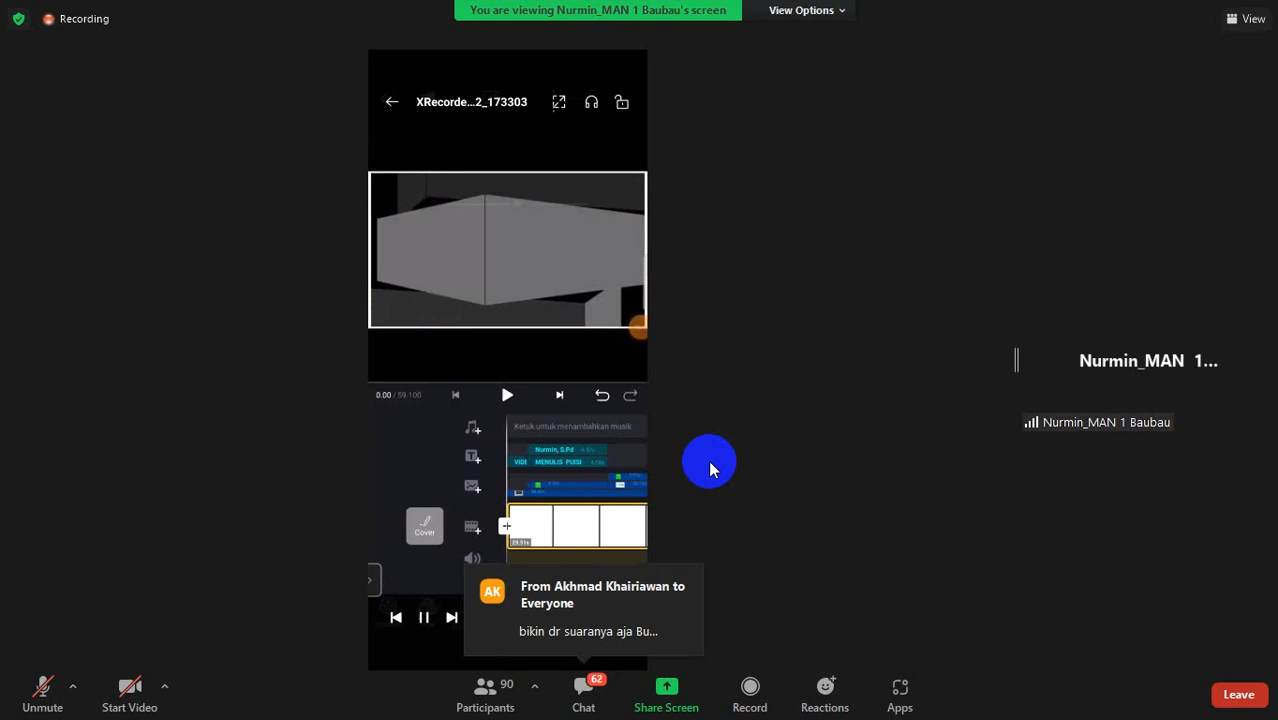 Recording
You are viewing Nurmin_MAN 1 Baubau's screen
View Options
View
XRecorde...2_173303
0.00 / 59.100
Ketuk untuk menambahkan musik
Nurmin, S.Pd
VIDI MENULIS PUISI
Cover
29.51s
Nurmin_MAN 1...
Nurmin_MAN 1 Baubau
AK
From Akhmad Khairiawan to
Everyone
bikin dr suaranya aja Bu...
Unmute
Start Video
90
Participants
62
Chat
Share Screen
Record
Reactions
Apps
Leave